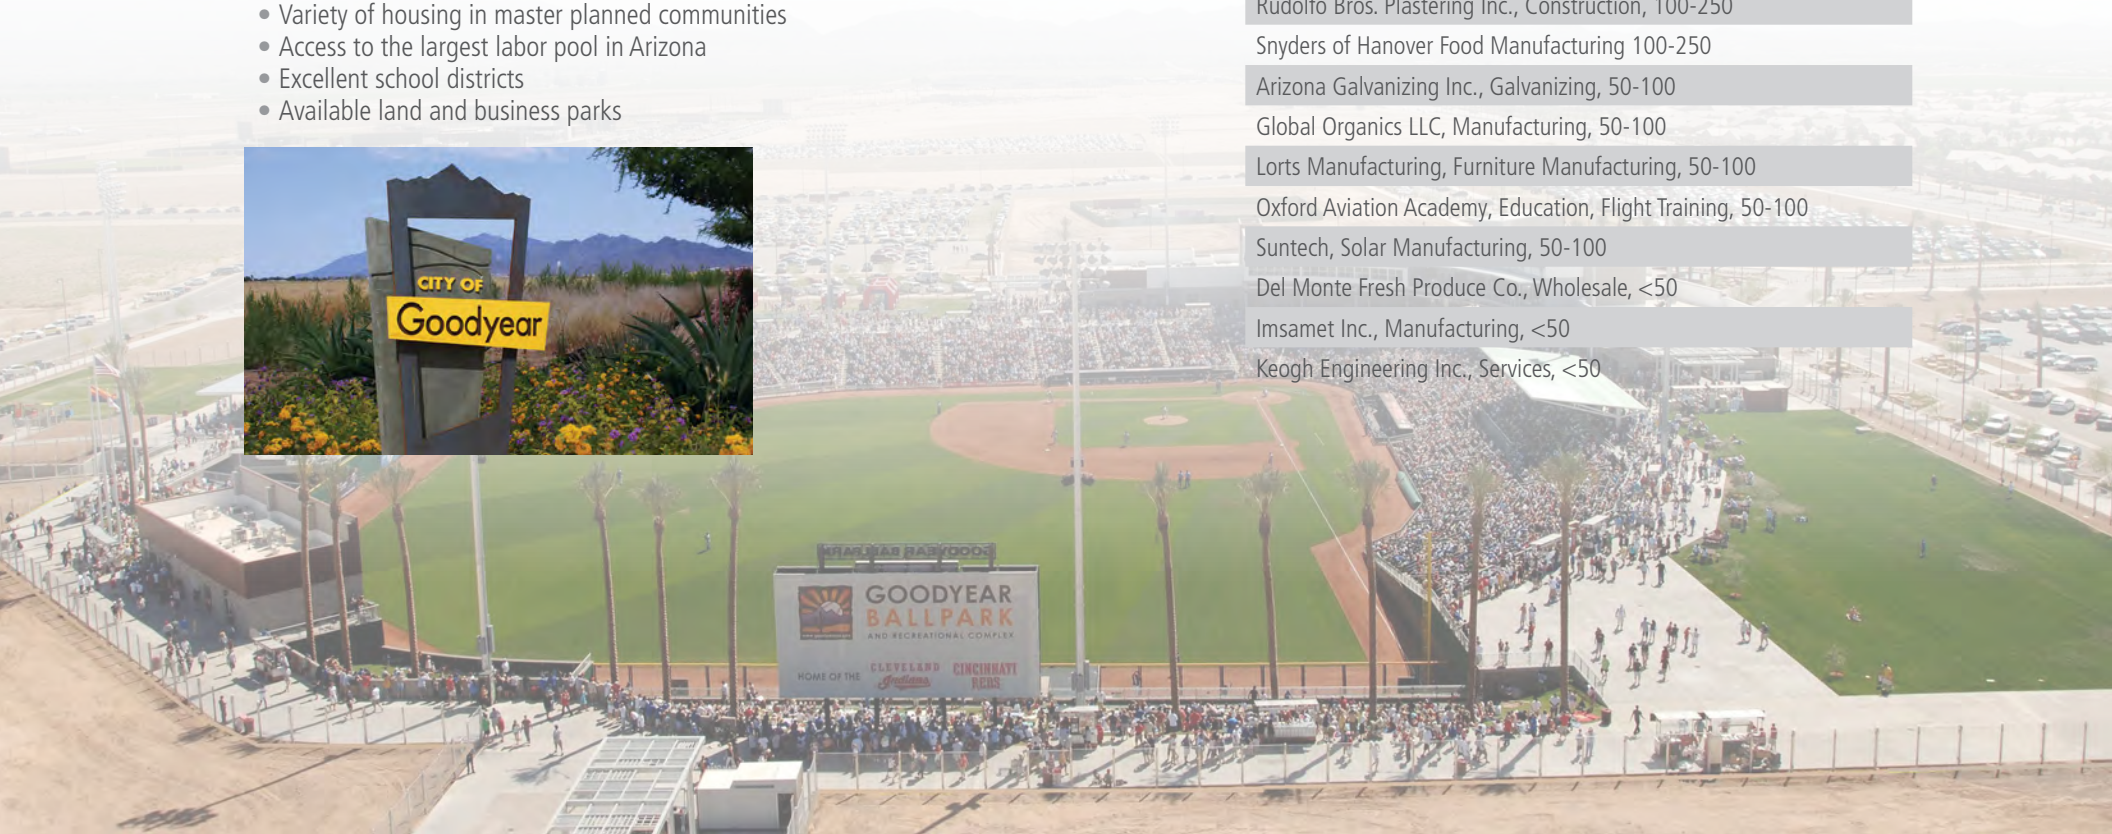 • Variety of housing in master planned communities
• Access to the largest labor pool in Arizona
• Excellent school districts
• Available land and business parks
CITY OF
Goodyear
Rudolfo Bros. Plastering Inc., Construction, 100-250
Snyders of Hanover Food Manufacturing 100-250
Arizona Galvanizing Inc., Galvanizing, 50-100
Global Organics LLC, Manufacturing, 50-100
Lorts Manufacturing, Furniture Manufacturing, 50-100
Oxford Aviation Academy, Education, Flight Training, 50-100
Suntech, Solar Manufacturing, 50-100
Del Monte Fresh Produce Co., Wholesale, <50
Imsamet Inc., Manufacturing, <50
Keogh Engineering Inc., Services, <50
GOODYEAR BALLPARK
GOODYEAR
BALLPARK
AND RECREATIONAL COMPLEX
HOME OF THE CLEVELAND Indians CINCINNATI REDS